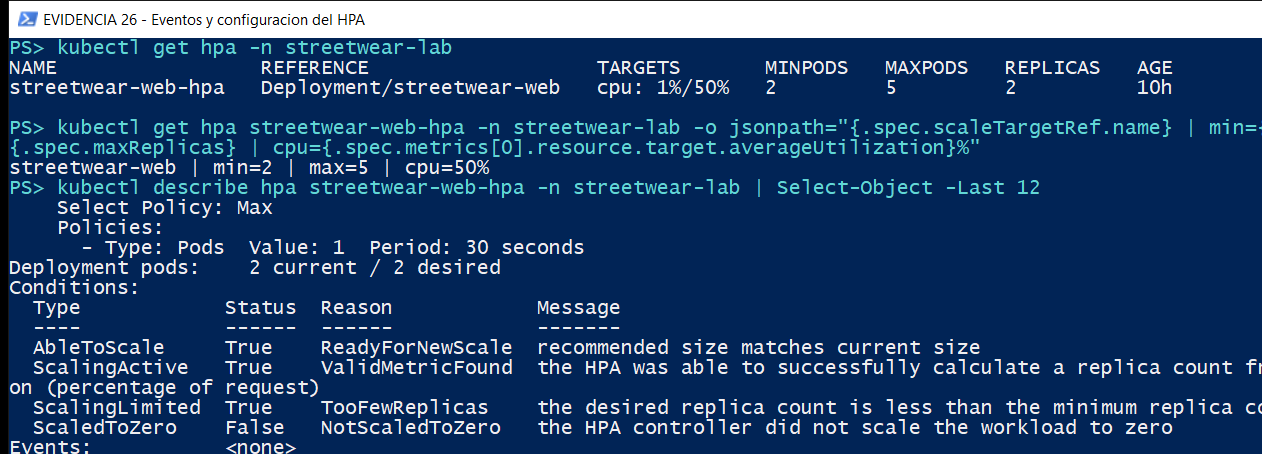 EVIDENCIA 26 - Eventos y configuracion del HPA
PS> kubectl get hpa -n streetwear-lab
NAME REFERENCE TARGETS MINPODS MAXPODS REPLICAS AGE
streetwear-web-hpa Deployment/streetwear-web cpu: 1%/50% 2 5 2 10h
PS> kubectl get hpa streetwear-web-hpa -n streetwear-lab -o jsonpath="{.spec.scaleTargetRef.name} | min=
{.spec.maxReplicas} | cpu={.spec.metrics[0].resource.target.averageUtilization}%"
streetwear-web | min=2 | max=5 | cpu=50%
PS> kubectl describe hpa streetwear-web-hpa -n streetwear-lab | Select-Object -Last 12
Select Policy: Max
Policies:
- Type: Pods Value: 1 Period: 30 seconds
Deployment pods: 2 current / 2 desired
Conditions:
Type Status Reason Message
---- ------ ------ -------
AbleToScale True ReadyForNewScale recommended size matches current size
ScalingActive True ValidMetricFound the HPA was able to successfully calculate a replica count
on (percentage of request)
ScalingLimited True TooFewReplicas the desired replica count is less than the minimum replica
ScaledToZero False NotScaledToZero the HPA controller did not scale the workload to zero
Events: <none>